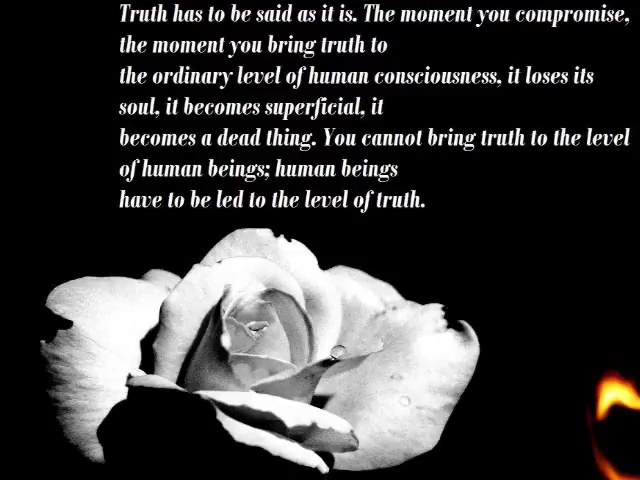 Truth has to be said as it is. The moment you compromise,
the moment you bring truth to
the ordinary level of human consciousness, it loses its
soul, it becomes superficial, it
becomes a dead thing. You cannot bring truth to the level
of human beings; human beings
have to be led to the level of truth.